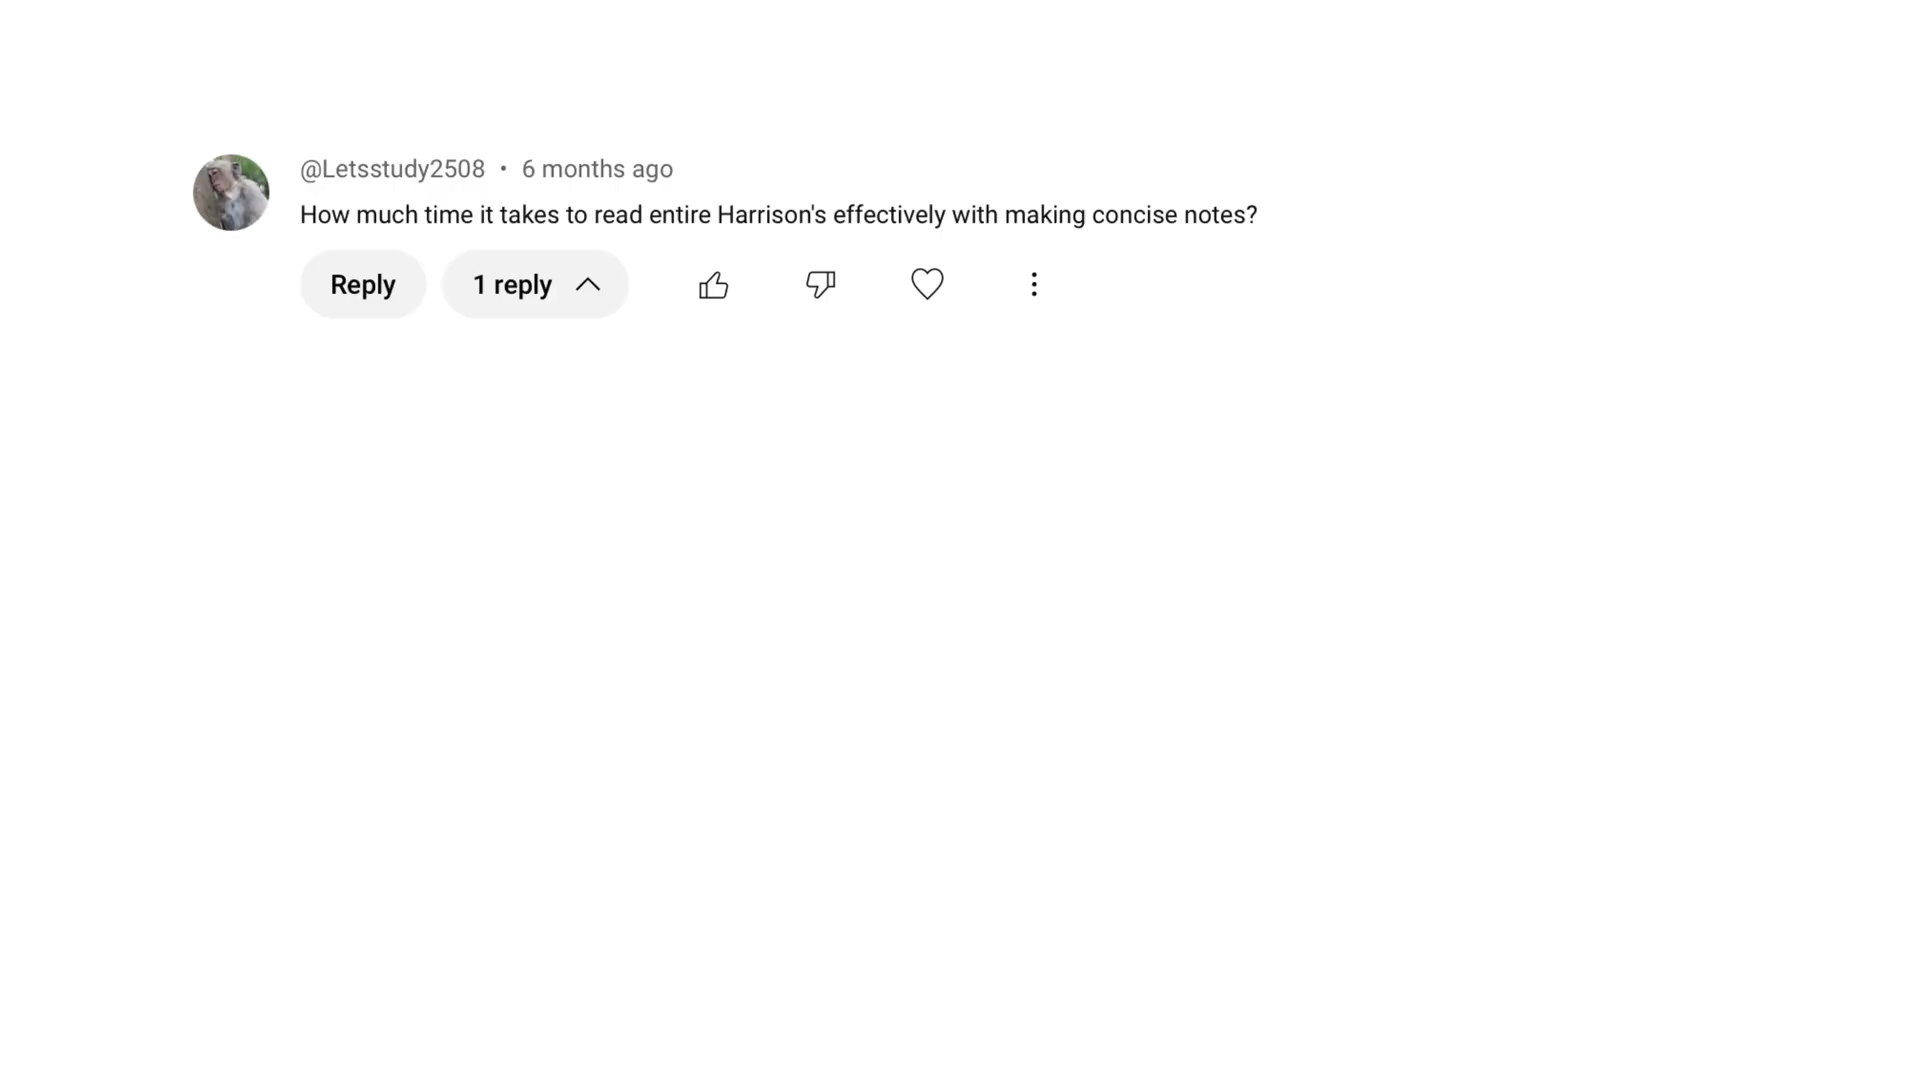 @Letsstudy2508 • 6 months ago
How much time it takes to read entire Harrison's effectively with making concise notes?
Reply 1 reply